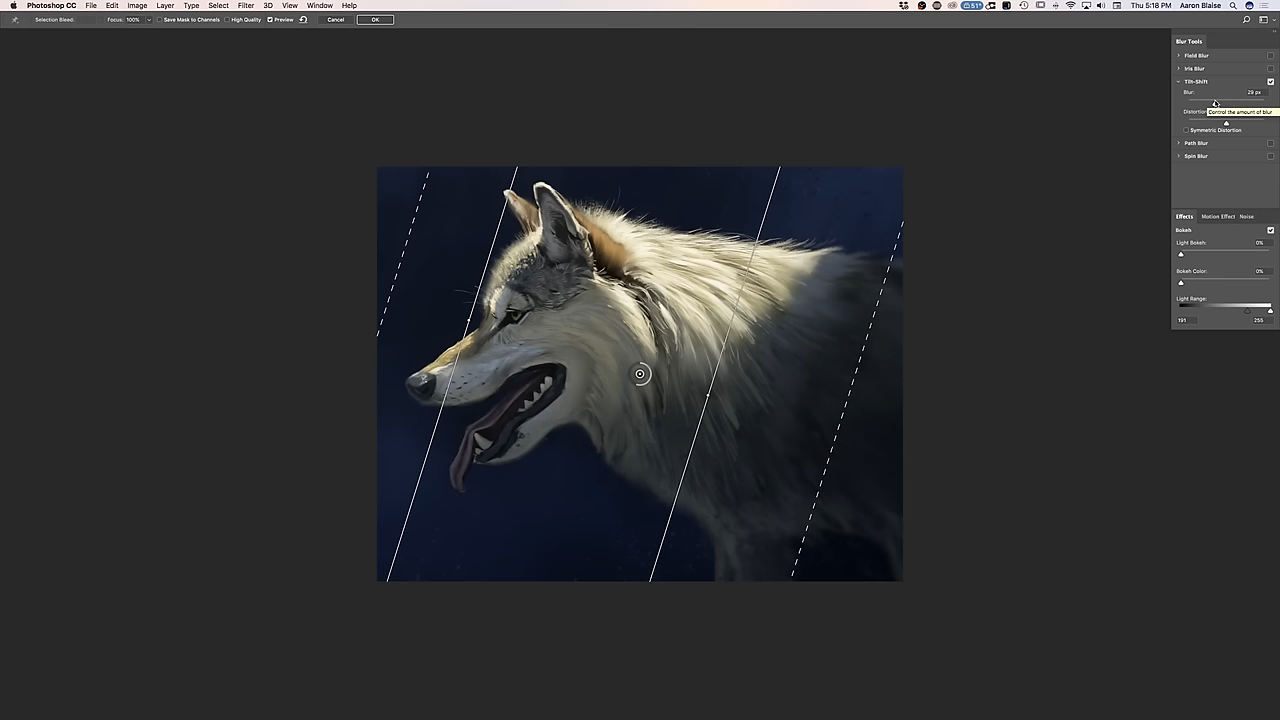 Photoshop CC File Edit Image Layer Type Select Filter 3D View Window Help 51° Thu 5:18 PM Aaron Blaise
Selection Bleed: Focus: 100% Save Mask to Channels High Quality Preview Cancel OK
Blur Tools
Field Blur
Iris Blur
Tilt-Shift
Blur: 29 px
Distortion
Control the amount of blur
Symmetric Distortion
Path Blur
Spin Blur
Effects Motion Effect Noise
Bokeh
Light Bokeh: 0%
Bokeh Color: 0%
Light Range:
191 255